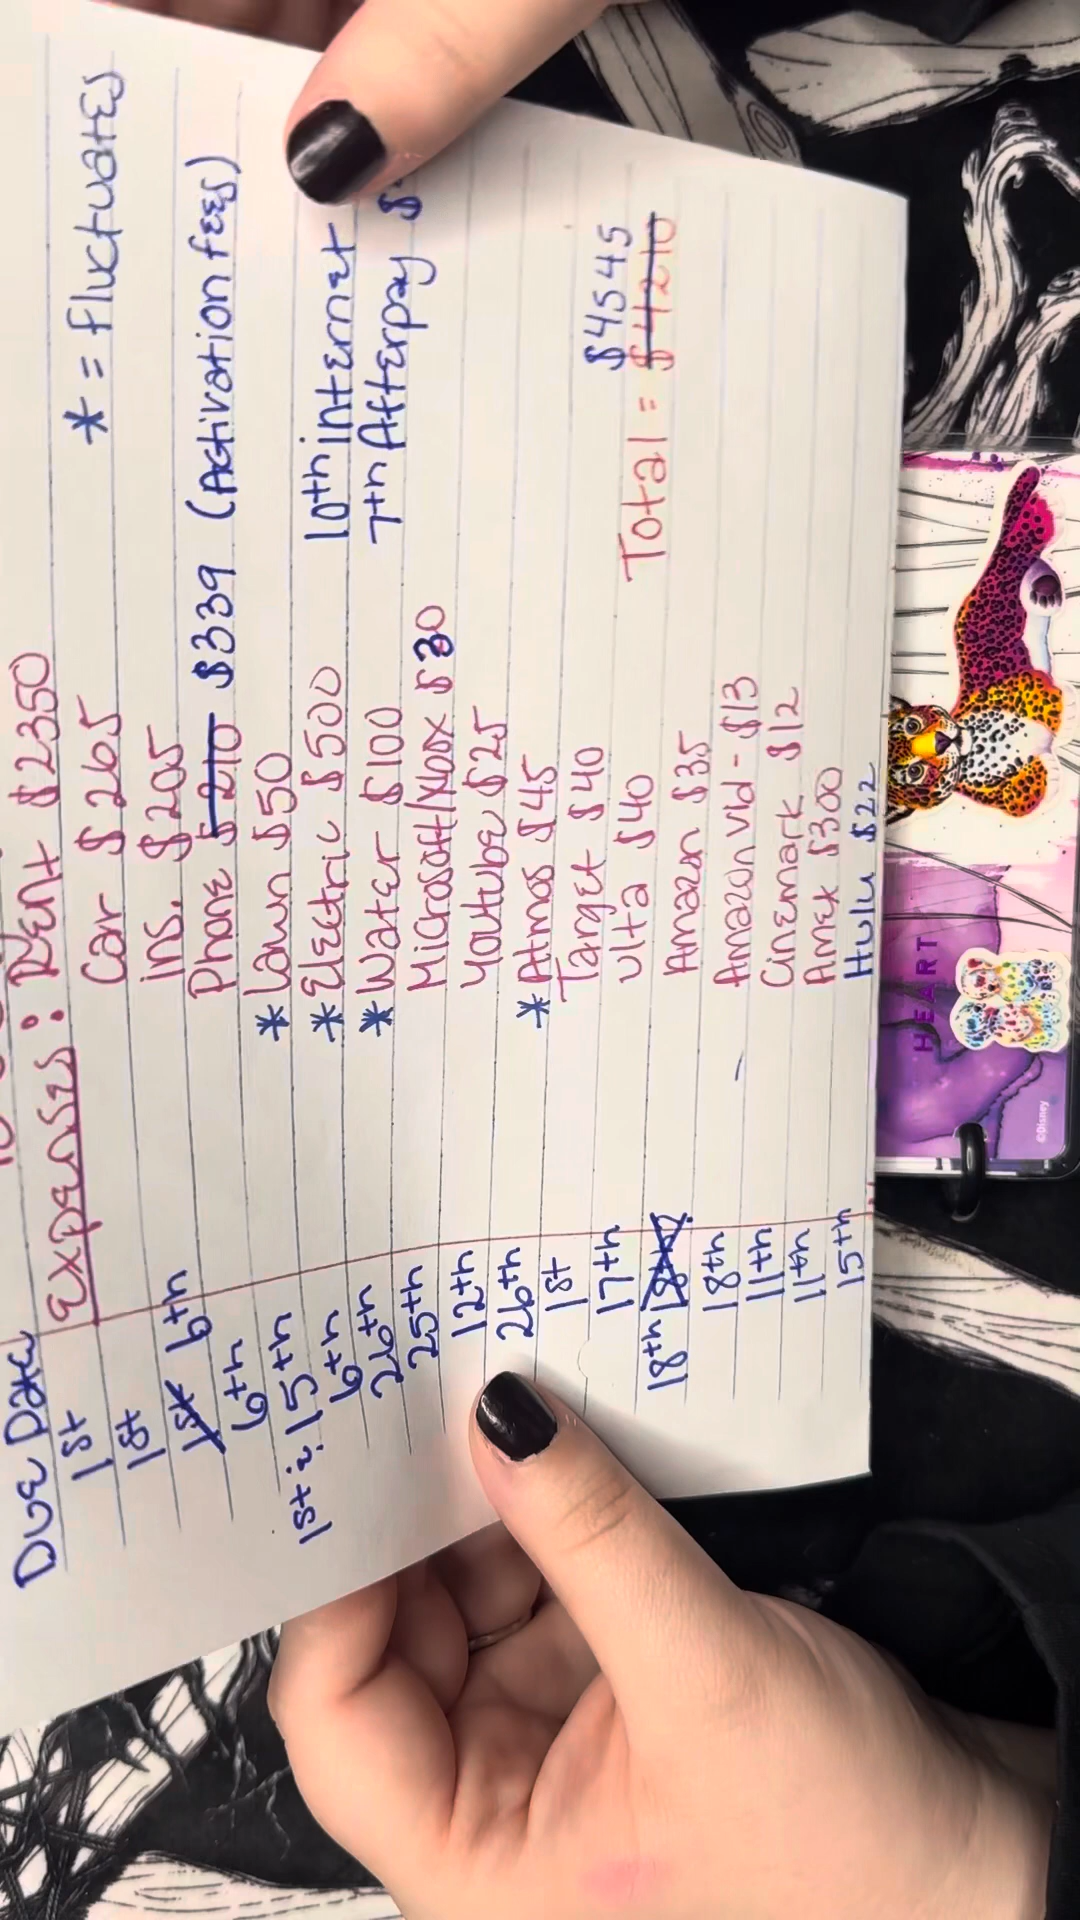 Due Date
Expenses: Rent $2350
1st Car $265 * = fluctuates
1st ins. $205
1st 6th Phone $210 $339 (Activation fees)
6th * Lawn $50
1st & 15th * Electric $500 10th internet
6th * Water $100 7th Afterpay $
26th Microsoft/Xbox $30
25th Youtube $25
12th * Atmos $45
26th Target $40
1st Ulta $40 $4545
17th Amazon $35 Total = $4210
18th 18th Amazon vid - $13
18th Cinemark $12
11th Amex $300
11th Hulu $22
15th
HEART
©Disney